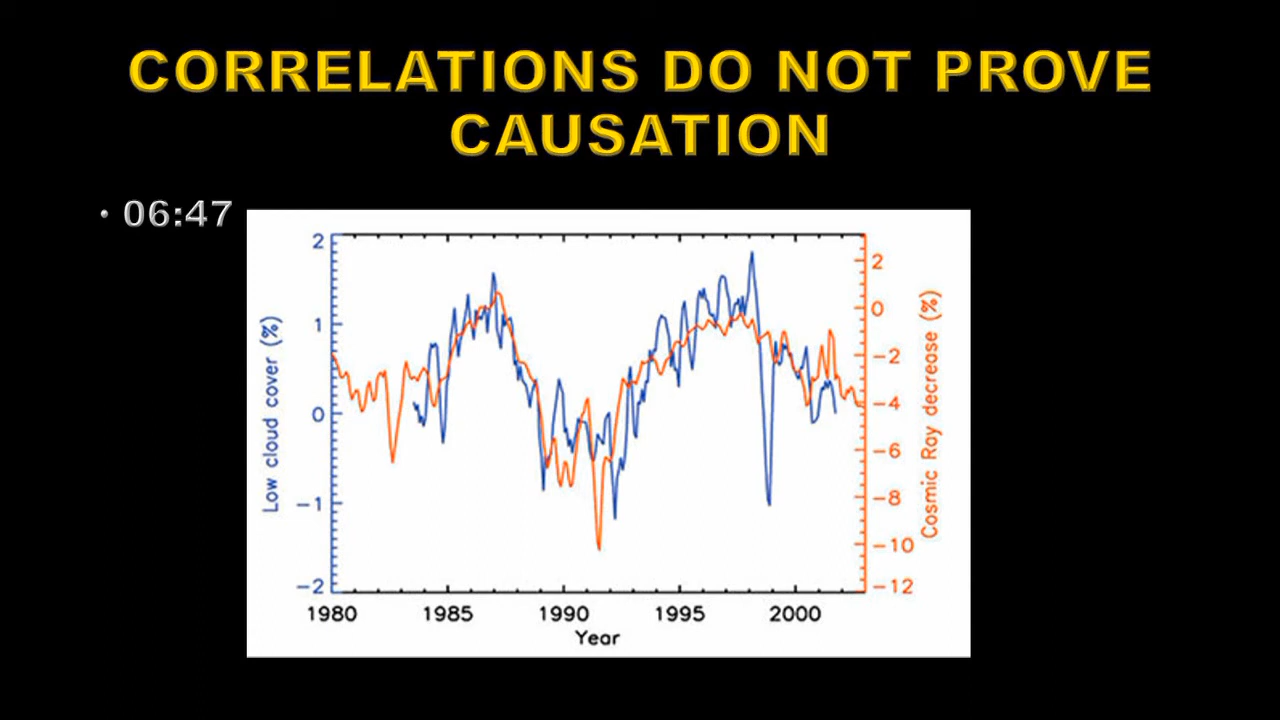 CORRELATIONS DO NOT PROVE
CAUSATION
• 06:47
Low cloud cover (%)
2
1
0
−1
−2
2
0
−2
−4
−6
−8
−10
−12
Cosmic Ray decrease (%)
1980 1985 1990 1995 2000
Year